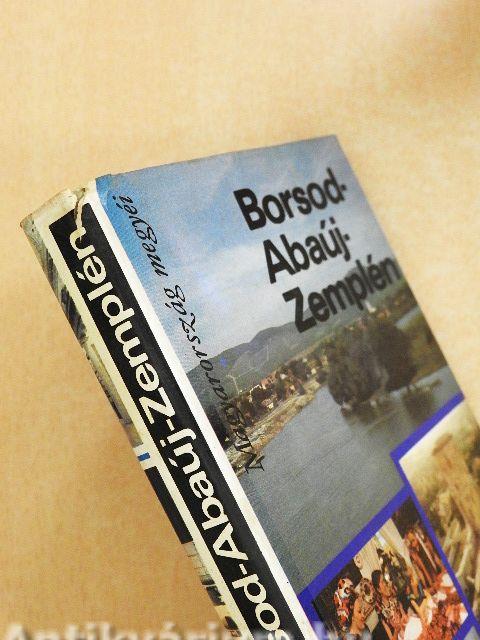 Borsod-
Abaúj-
Zemplén
Magyarország megyéi
sod-Abaúj-Zemplén